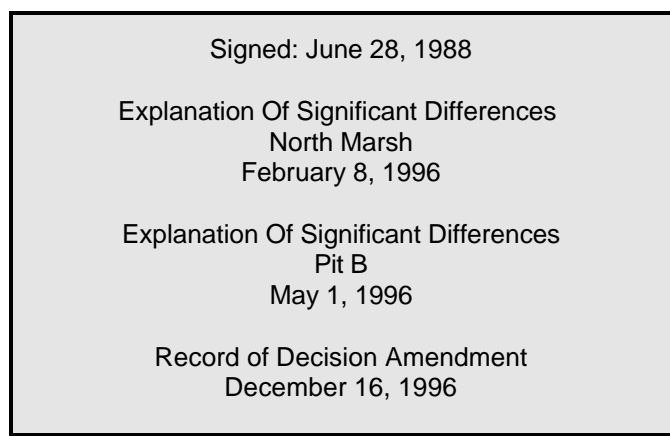 Signed: June 28, 1988
Explanation Of Significant Differences
North Marsh
February 8, 1996
Explanation Of Significant Differences
Pit B
May 1, 1996
Record of Decision Amendment
December 16, 1996